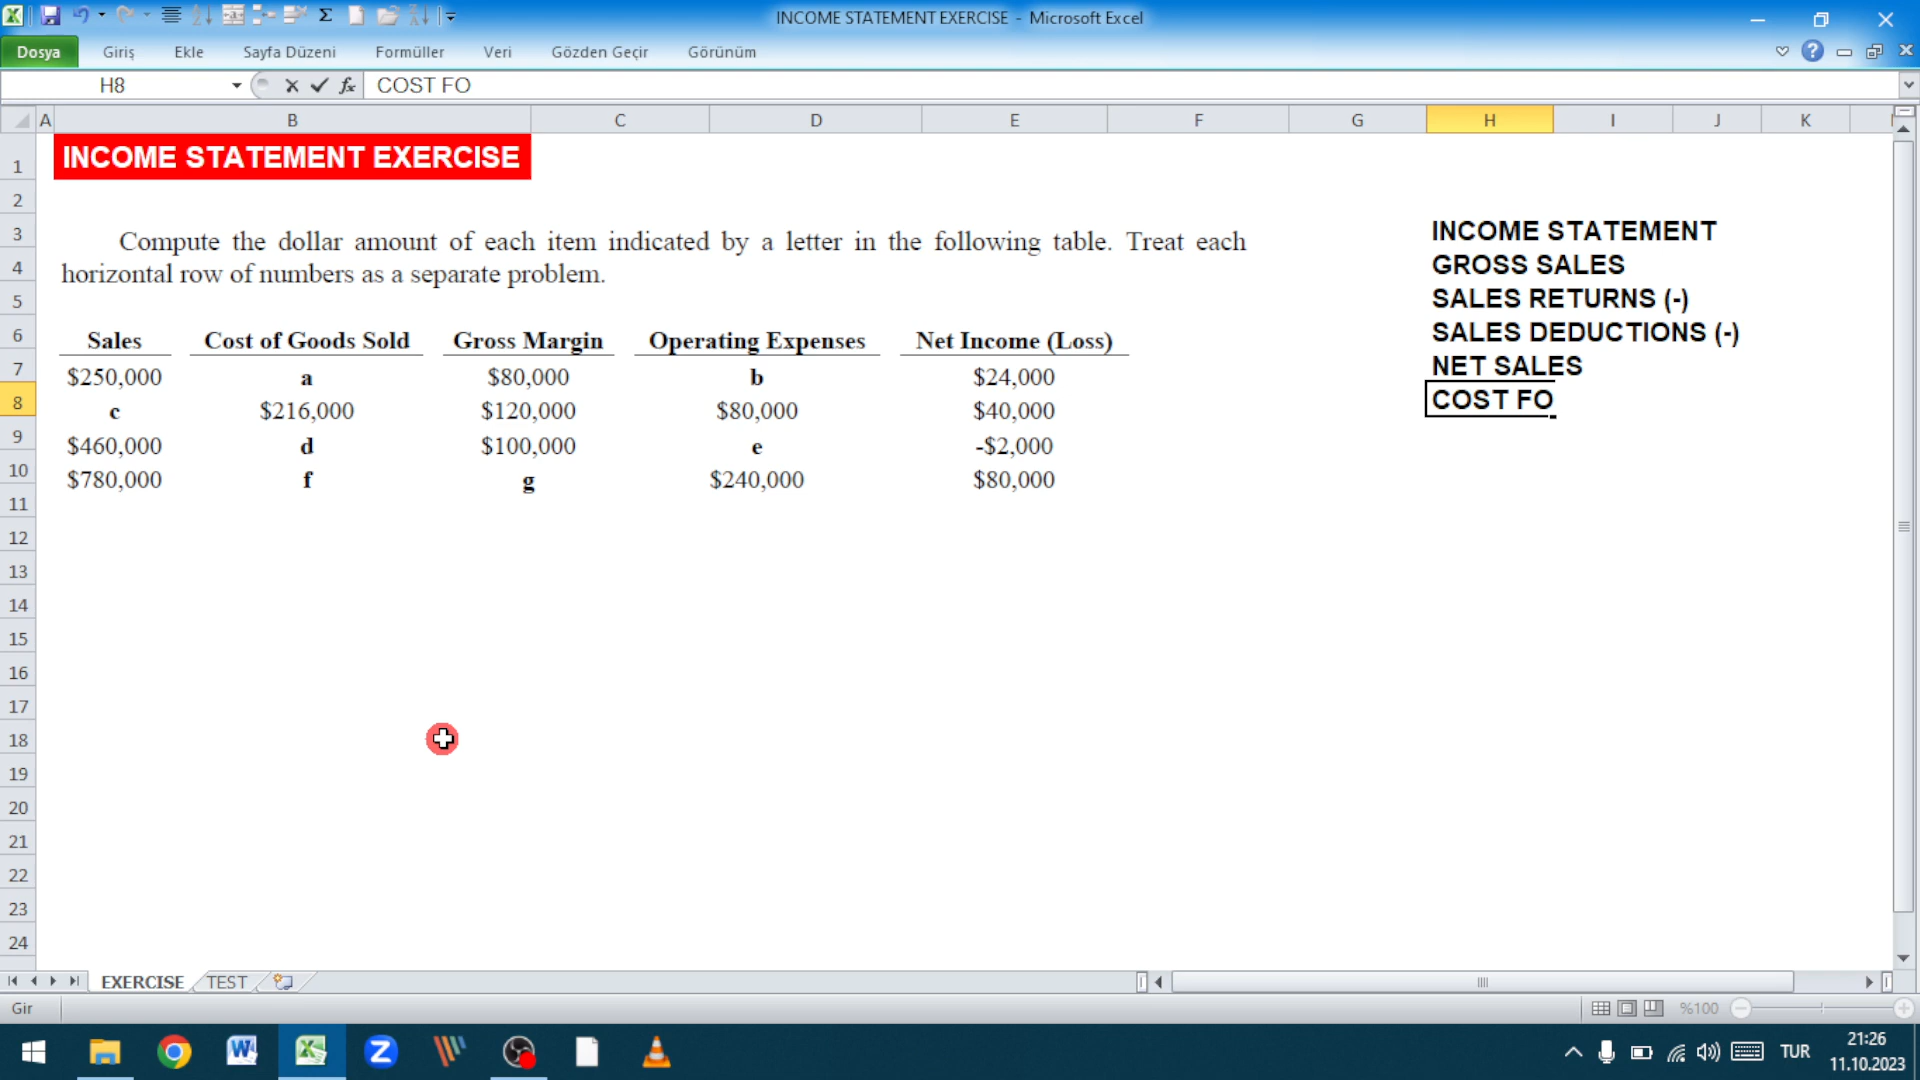 INCOME STATEMENT EXERCISE - Microsoft Excel
Dosya Giriş Ekle Sayfa Düzeni Formüller Veri Gözden Geçir Görünüm
H8 fx COST FO
A B C D E F G H I J K
1 INCOME STATEMENT EXERCISE
2
3 Compute the dollar amount of each item indicated by a letter in the following table. Treat each INCOME STATEMENT
4 horizontal row of numbers as a separate problem. GROSS SALES
5 SALES RETURNS (-)
6 Sales Cost of Goods Sold Gross Margin Operating Expenses Net Income (Loss) SALES DEDUCTIONS (-)
7 $250,000 a $80,000 b $24,000 NET SALES
8 c $216,000 $120,000 $80,000 $40,000 COST FO
9 $460,000 d $100,000 e -$2,000
10 $780,000 f g $240,000 $80,000
11
12
13
14
15
16
17
18
19
20
21
22
23
24
EXERCISE TEST
Gir %100
TUR 21:26
11.10.2023